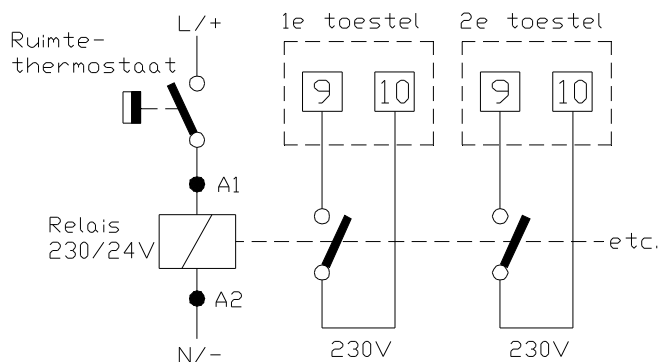 L/+
1e toestel
2e toestel
Ruimte-
thermostaat
9
10
9
10
A1
Relais
230/24V
etc.
A2
230V
230V
N/-